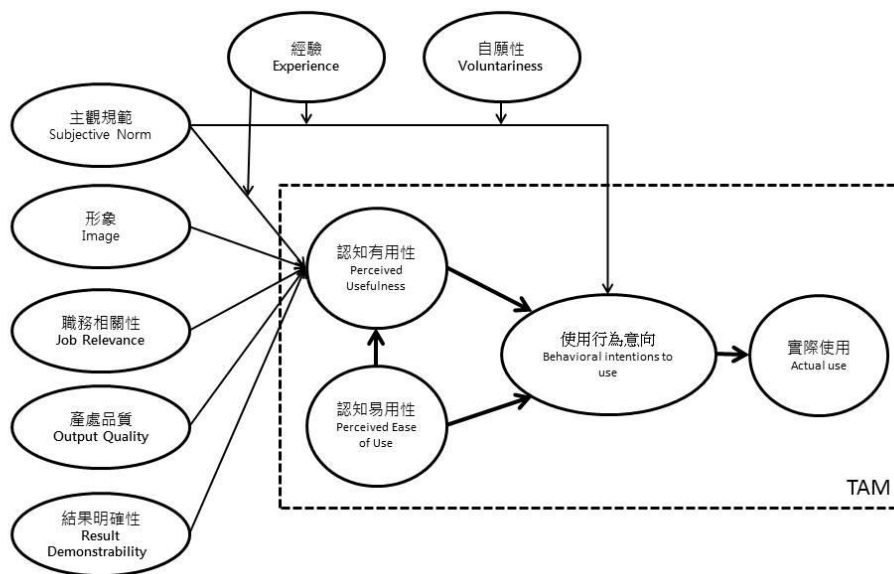 經驗
Experience
自願性
Voluntariness
主觀規範
Subjective Norm
形象
Image
職務相關性
Job Relevance
產處品質
Output Quality
結果明確性
Result
Demonstrability
認知有用性
Perceived
Usefulness
認知易用性
Perceived Ease
of Use
使用行為意向
Behavioral intentions to
use
實際使用
Actual use
TAM